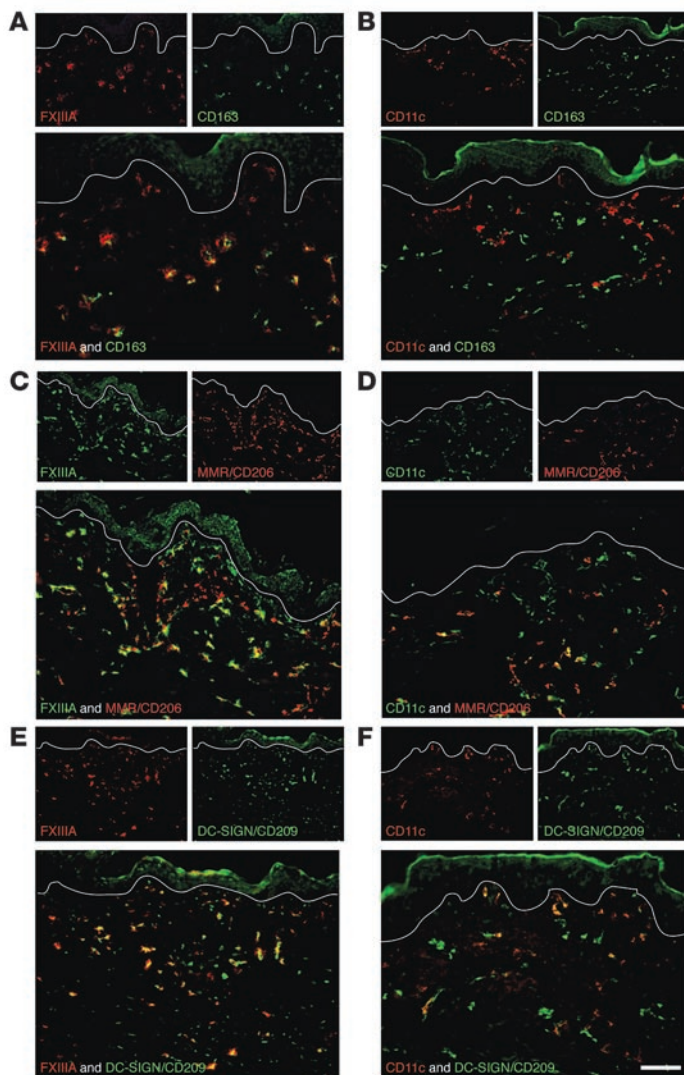 A
FXIIIA
CD163
FXIIIA and CD163
B
CD11c
CD163
CD11c and CD163
C
FXIIIA
MMR/CD206
FXIIIA and MMR/CD206
D
CD11c
MMR/CD206
CD11c and MMR/CD206
E
FXIIIA
DC-SIGN/CD209
FXIIIA and DC-SIGN/CD209
F
CD11c
DC-SIGN/CD209
CD11c and DC-SIGN/CD209